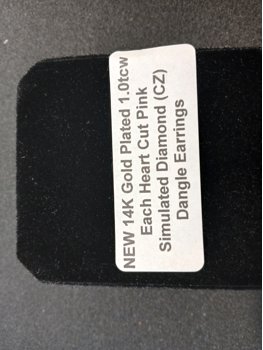 NEW 14K Gold Plated 1.0tcw
Each Heart Cut Pink
Simulated Diamond (CZ)
Dangle Earrings